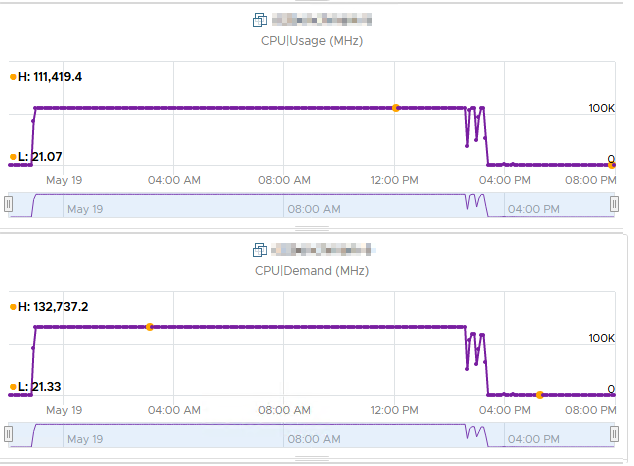 CPU|Usage (MHz)
H: 111,419.4
100K
L: 21.07
0
May 19 04:00 AM 08:00 AM 12:00 PM 04:00 PM 08:00 PM
May 19 08:00 AM 04:00 PM
CPU|Demand (MHz)
H: 132,737.2
100K
L: 21.33
0
May 19 04:00 AM 08:00 AM 12:00 PM 04:00 PM 08:00 PM
May 19 08:00 AM 04:00 PM